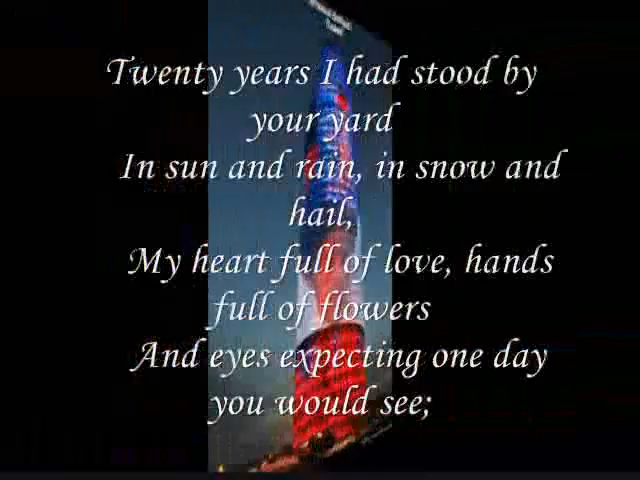 Twenty years I had stood by
your yard
In sun and rain, in snow and
hail,
My heart full of love, hands
full of flowers
And eyes expecting one day
you would see;